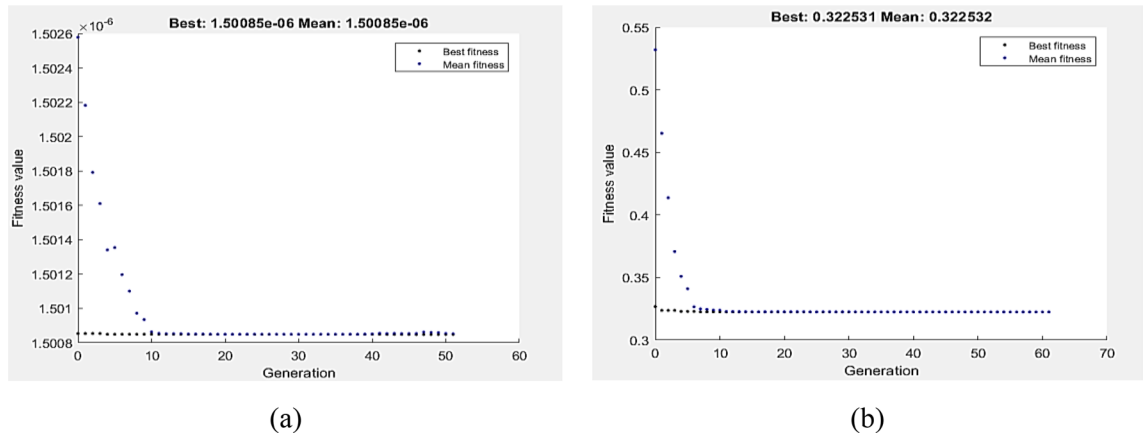 Best: 1.50085e-06 Mean: 1.50085e-06
×10-6
1.5026
1.5024
1.5022
1.502
1.5018
1.5016
1.5014
1.5012
1.501
1.5008
Fitness value
Best fitness
Mean fitness
0 10 20 30 40 50 60
Generation
(a)
Best: 0.322531 Mean: 0.322532
0.55
0.5
0.45
0.4
0.35
0.3
Fitness value
Best fitness
Mean fitness
0 10 20 30 40 50 60 70
Generation
(b)